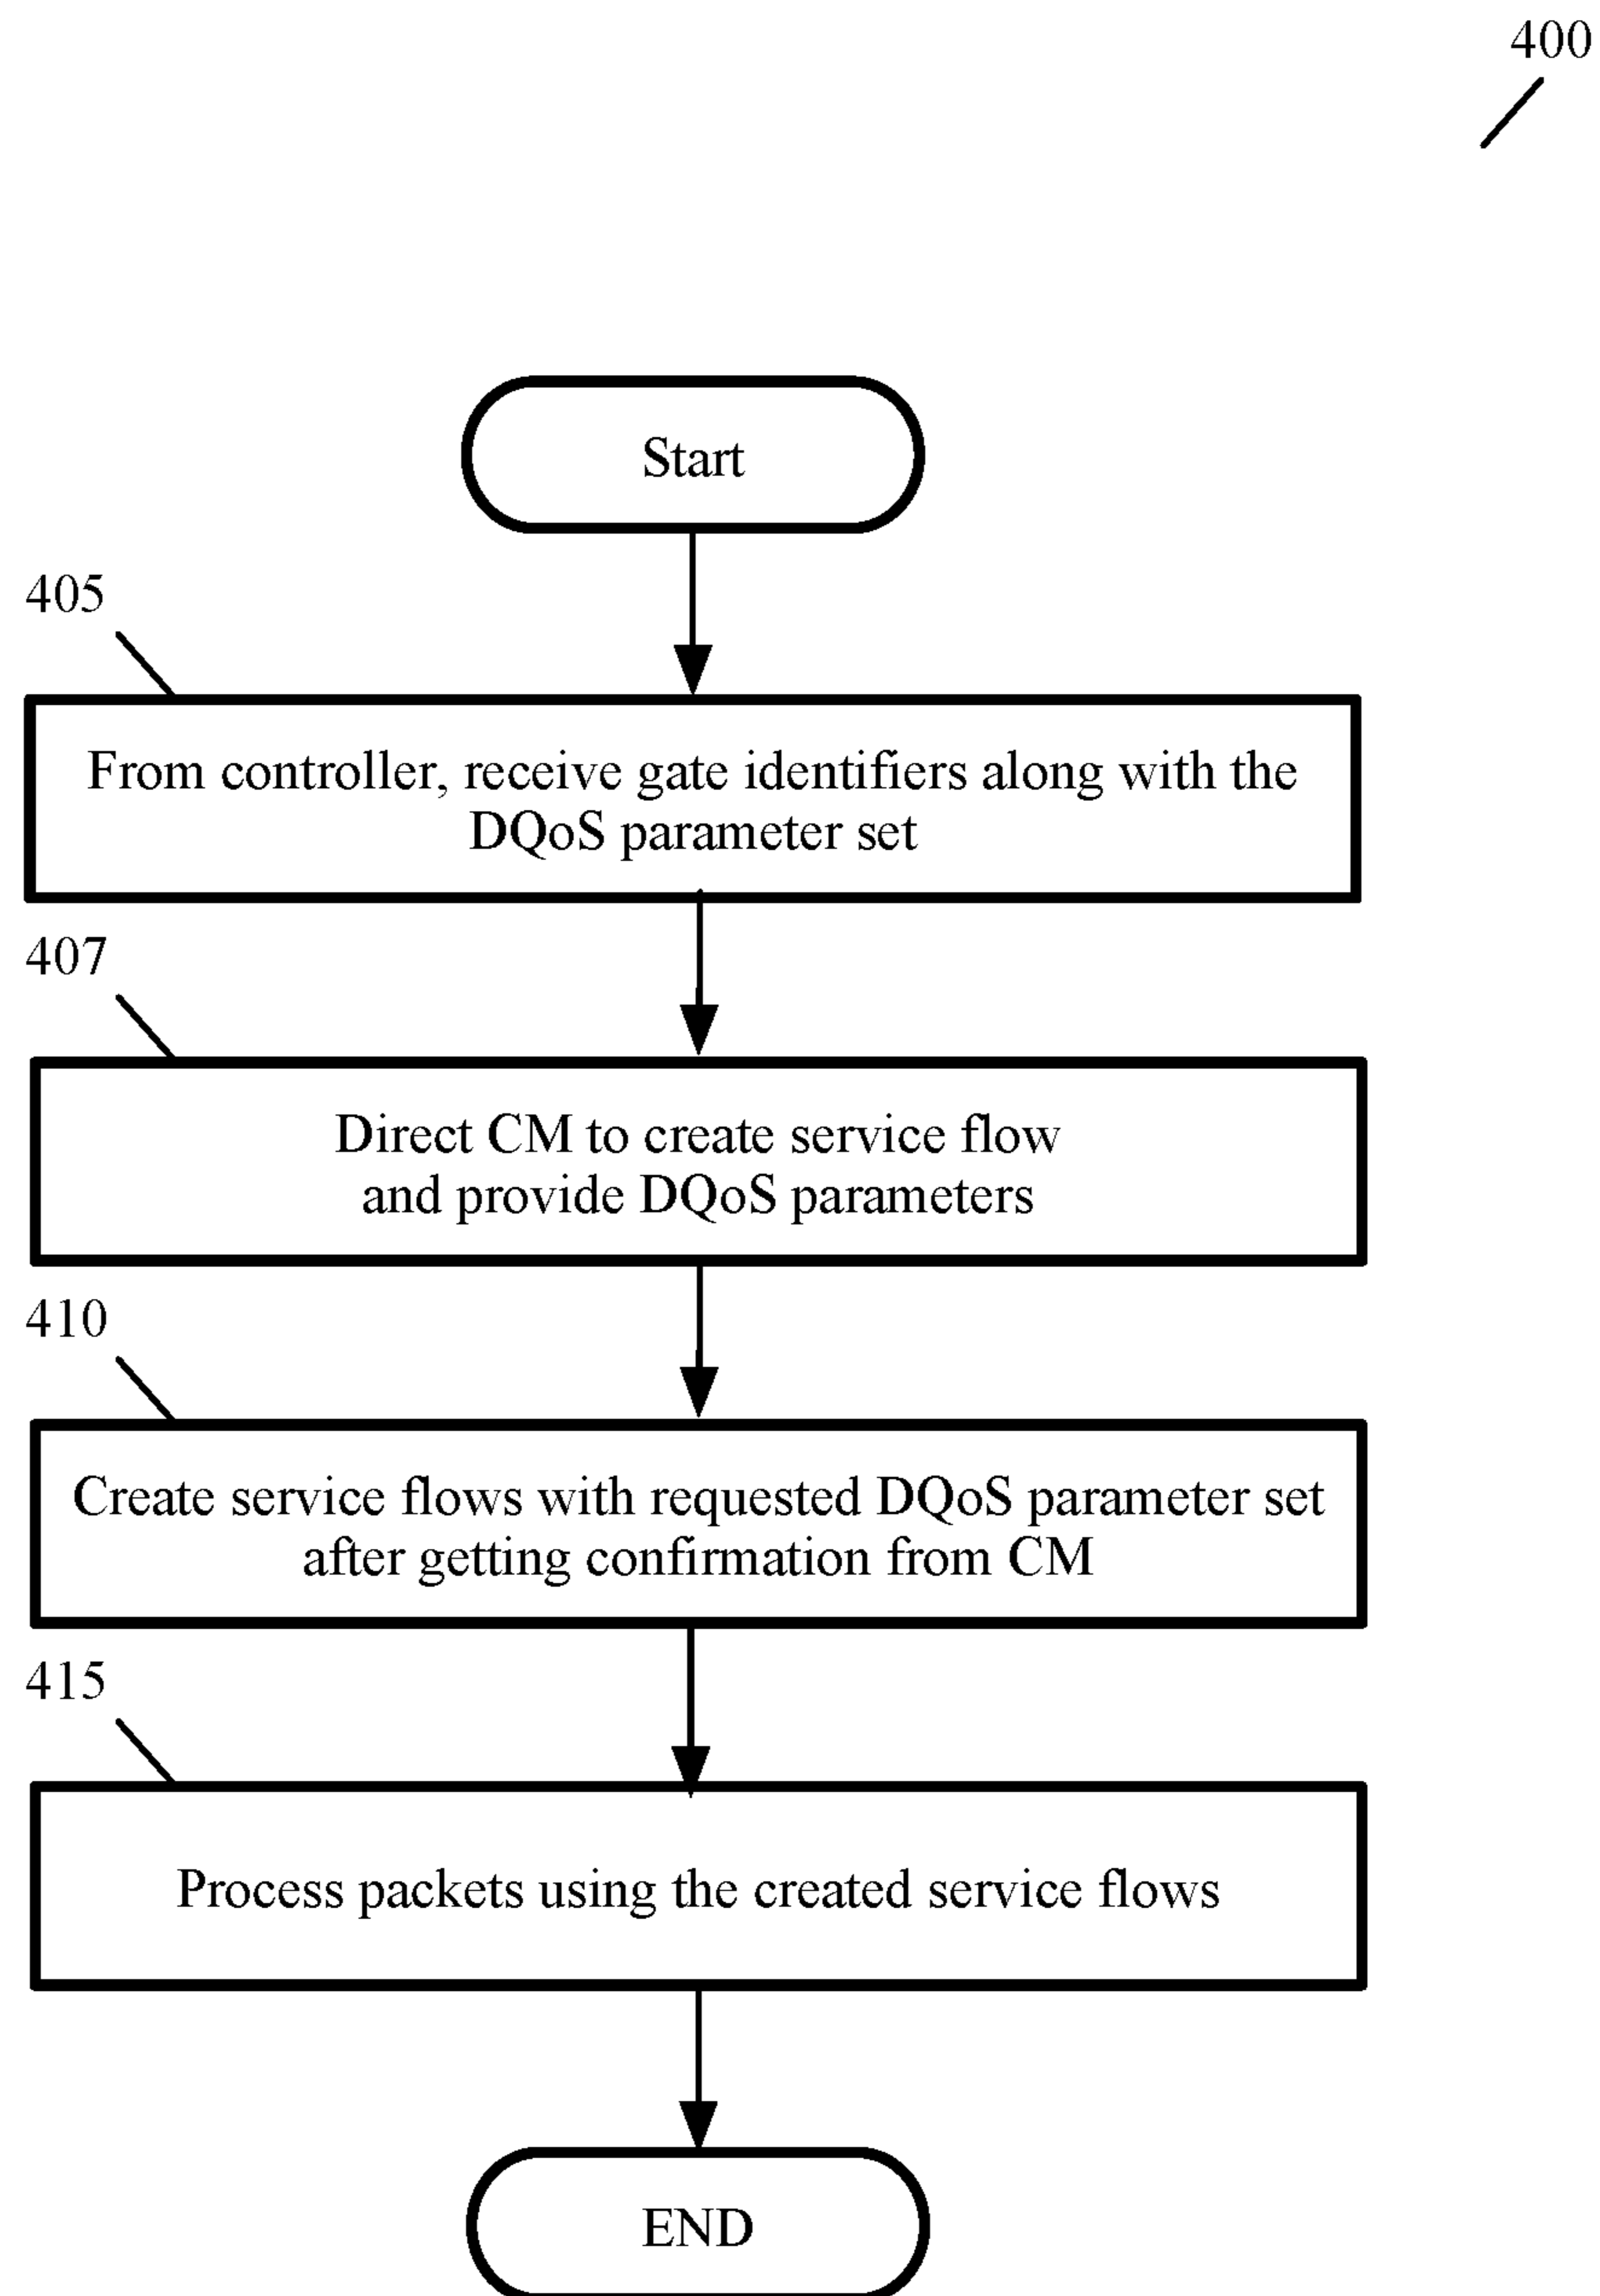 400
Start
405
From controller, receive gate identifiers along with the
DQoS parameter set
407
Direct CM to create service flow
and provide DQoS parameters
410
Create service flows with requested DQoS parameter set
after getting confirmation from CM
415
Process packets using the created service flows
END